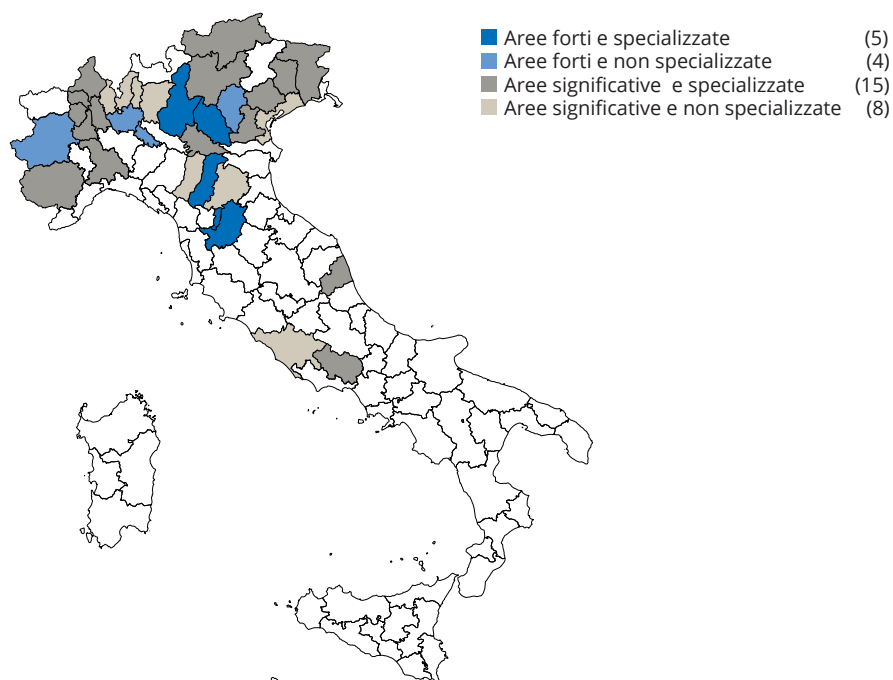 Aree forti e specializzate (5)
Aree forti e non specializzate (4)
Aree significative e specializzate (15)
Aree significative e non specializzate (8)